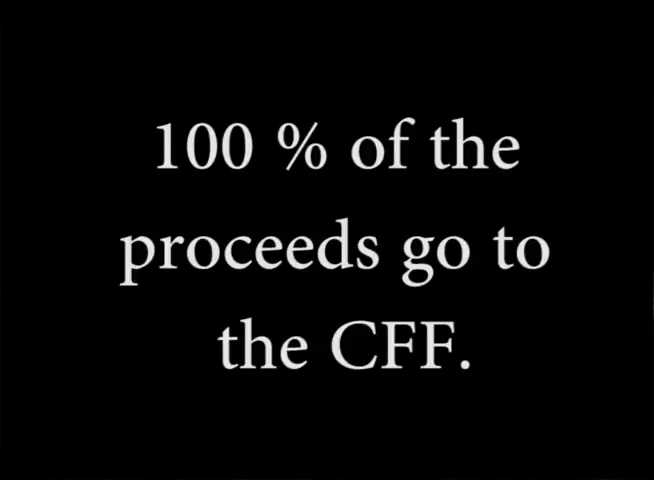 100 % of the
proceeds go to
the CFF.